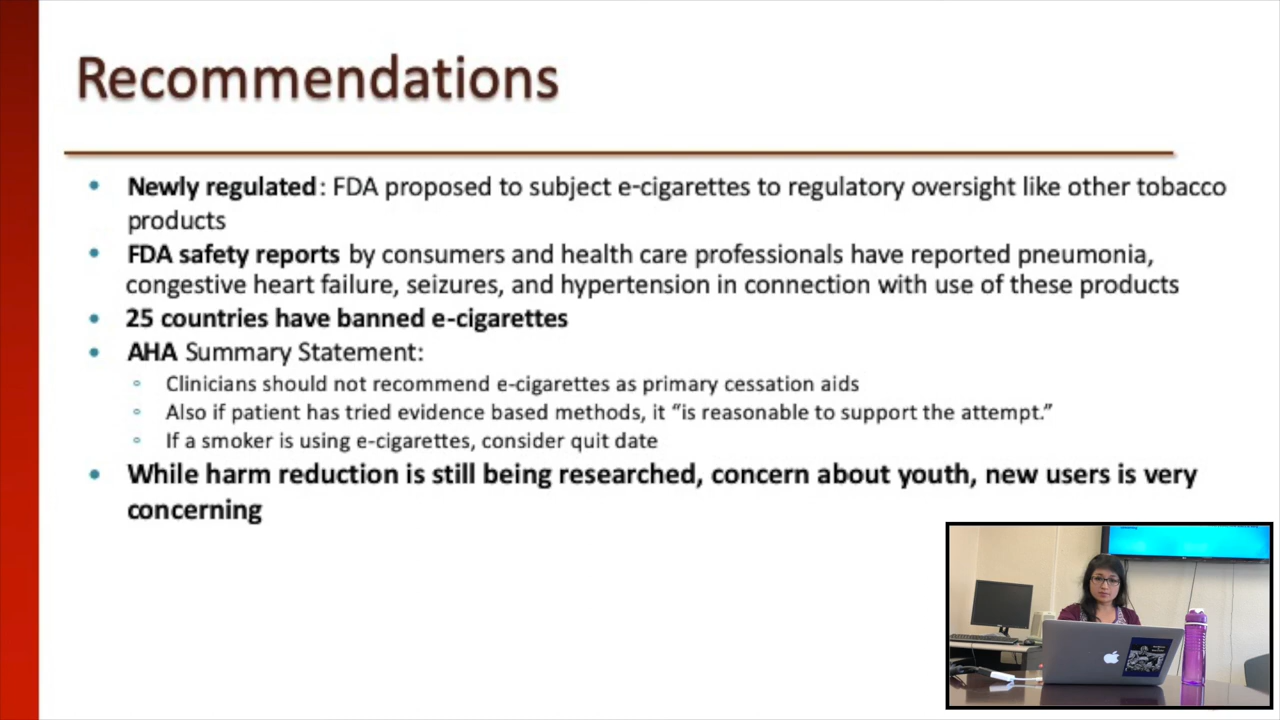 Recommendations
• Newly regulated: FDA proposed to subject e-cigarettes to regulatory oversight like other tobacco
products
• FDA safety reports by consumers and health care professionals have reported pneumonia,
congestive heart failure, seizures, and hypertension in connection with use of these products
• 25 countries have banned e-cigarettes
• AHA Summary Statement:
◦ Clinicians should not recommend e-cigarettes as primary cessation aids
◦ Also if patient has tried evidence based methods, it “is reasonable to support the attempt.”
◦ If a smoker is using e-cigarettes, consider quit date
• While harm reduction is still being researched, concern about youth, new users is very
concerning